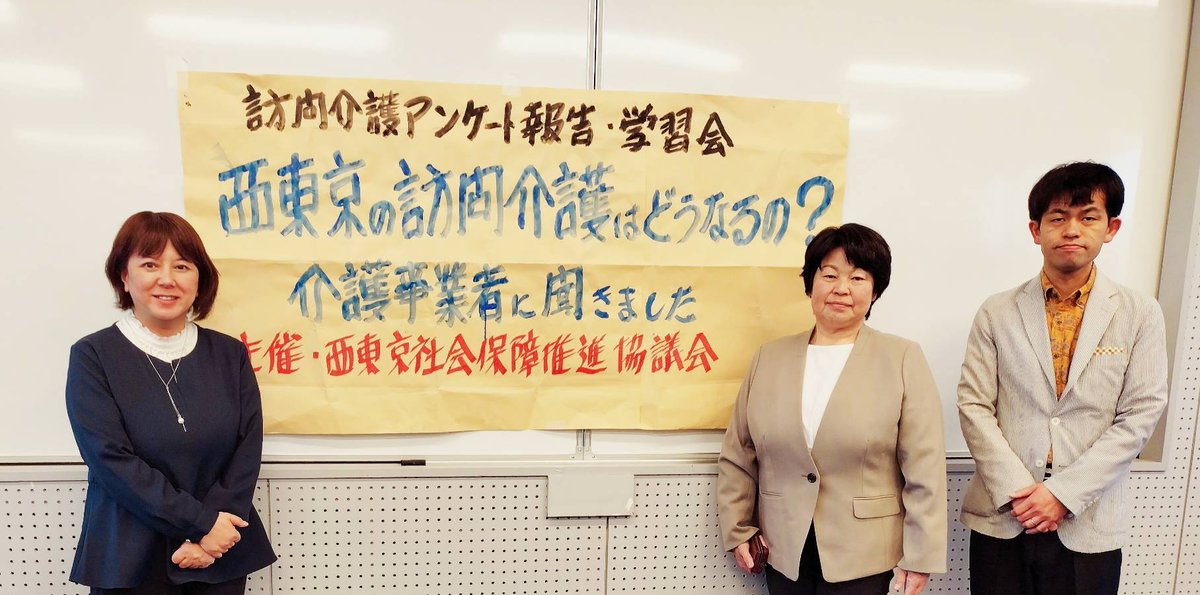 訪問介護アンケート報告・学習会
西東京の訪問介護はどうなるの?
介護事業者に聞きました
主催・西東京社会保障推進協議会